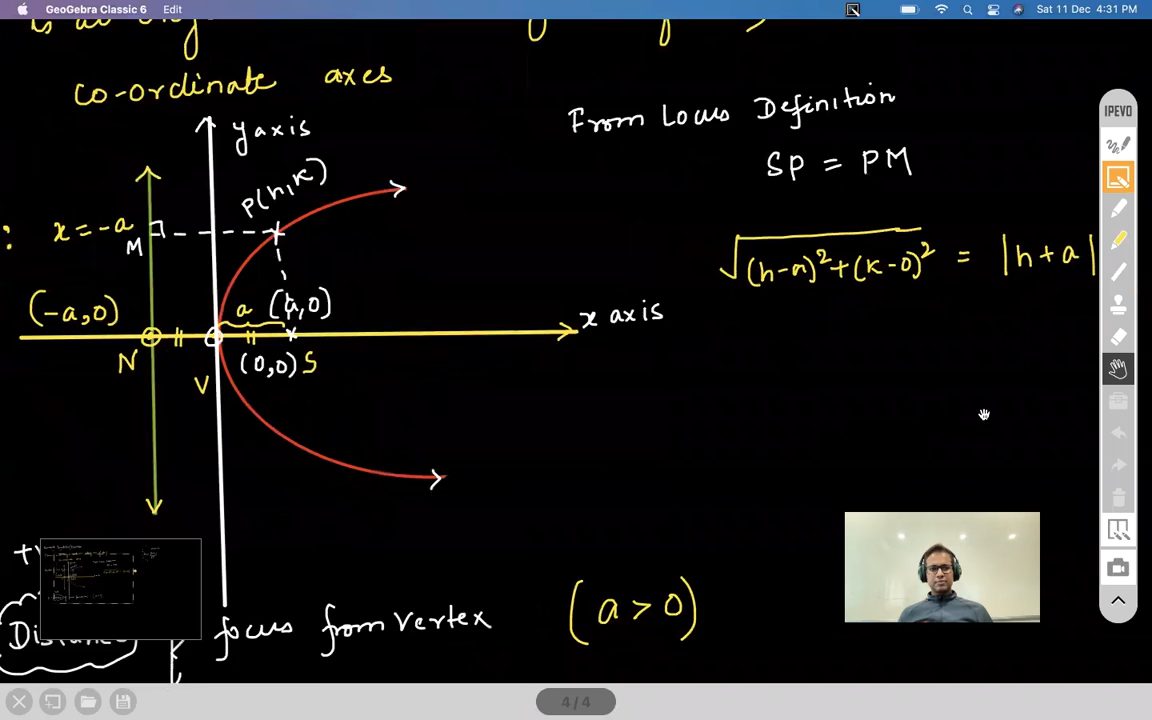 GeoGebra Classic 6 Edit Sat 11 Dec 4:31 PM
co-ordinate axes
From Locus Definition
y axis
SP = PM
IPEVO
P(h,k)
: x = -a
M
√(h-a)²+(k-0)² = |h+a|
(-a,0)
a (a,0)
x axis
N
(0,0) S
V
Distance
focus from vertex
(a > 0)
4 / 4